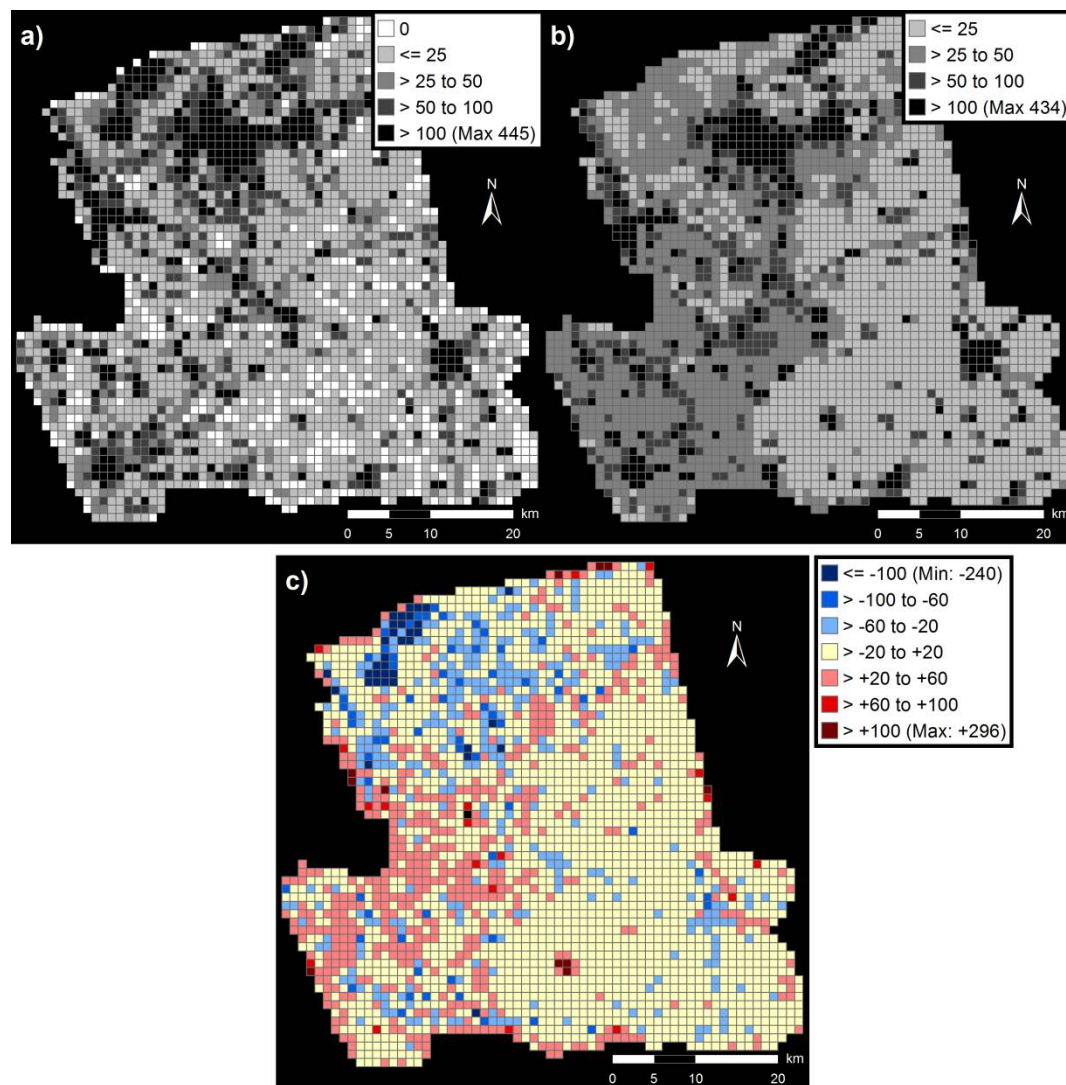 a)
0
<= 25
> 25 to 50
> 50 to 100
> 100 (Max 445)
N
km
0 5 10 20
b)
<= 25
> 25 to 50
> 50 to 100
> 100 (Max 434)
N
km
0 5 10 20
c)
<= -100 (Min: -240)
> -100 to -60
> -60 to -20
> -20 to +20
> +20 to +60
> +60 to +100
> +100 (Max: +296)
N
km
0 5 10 20